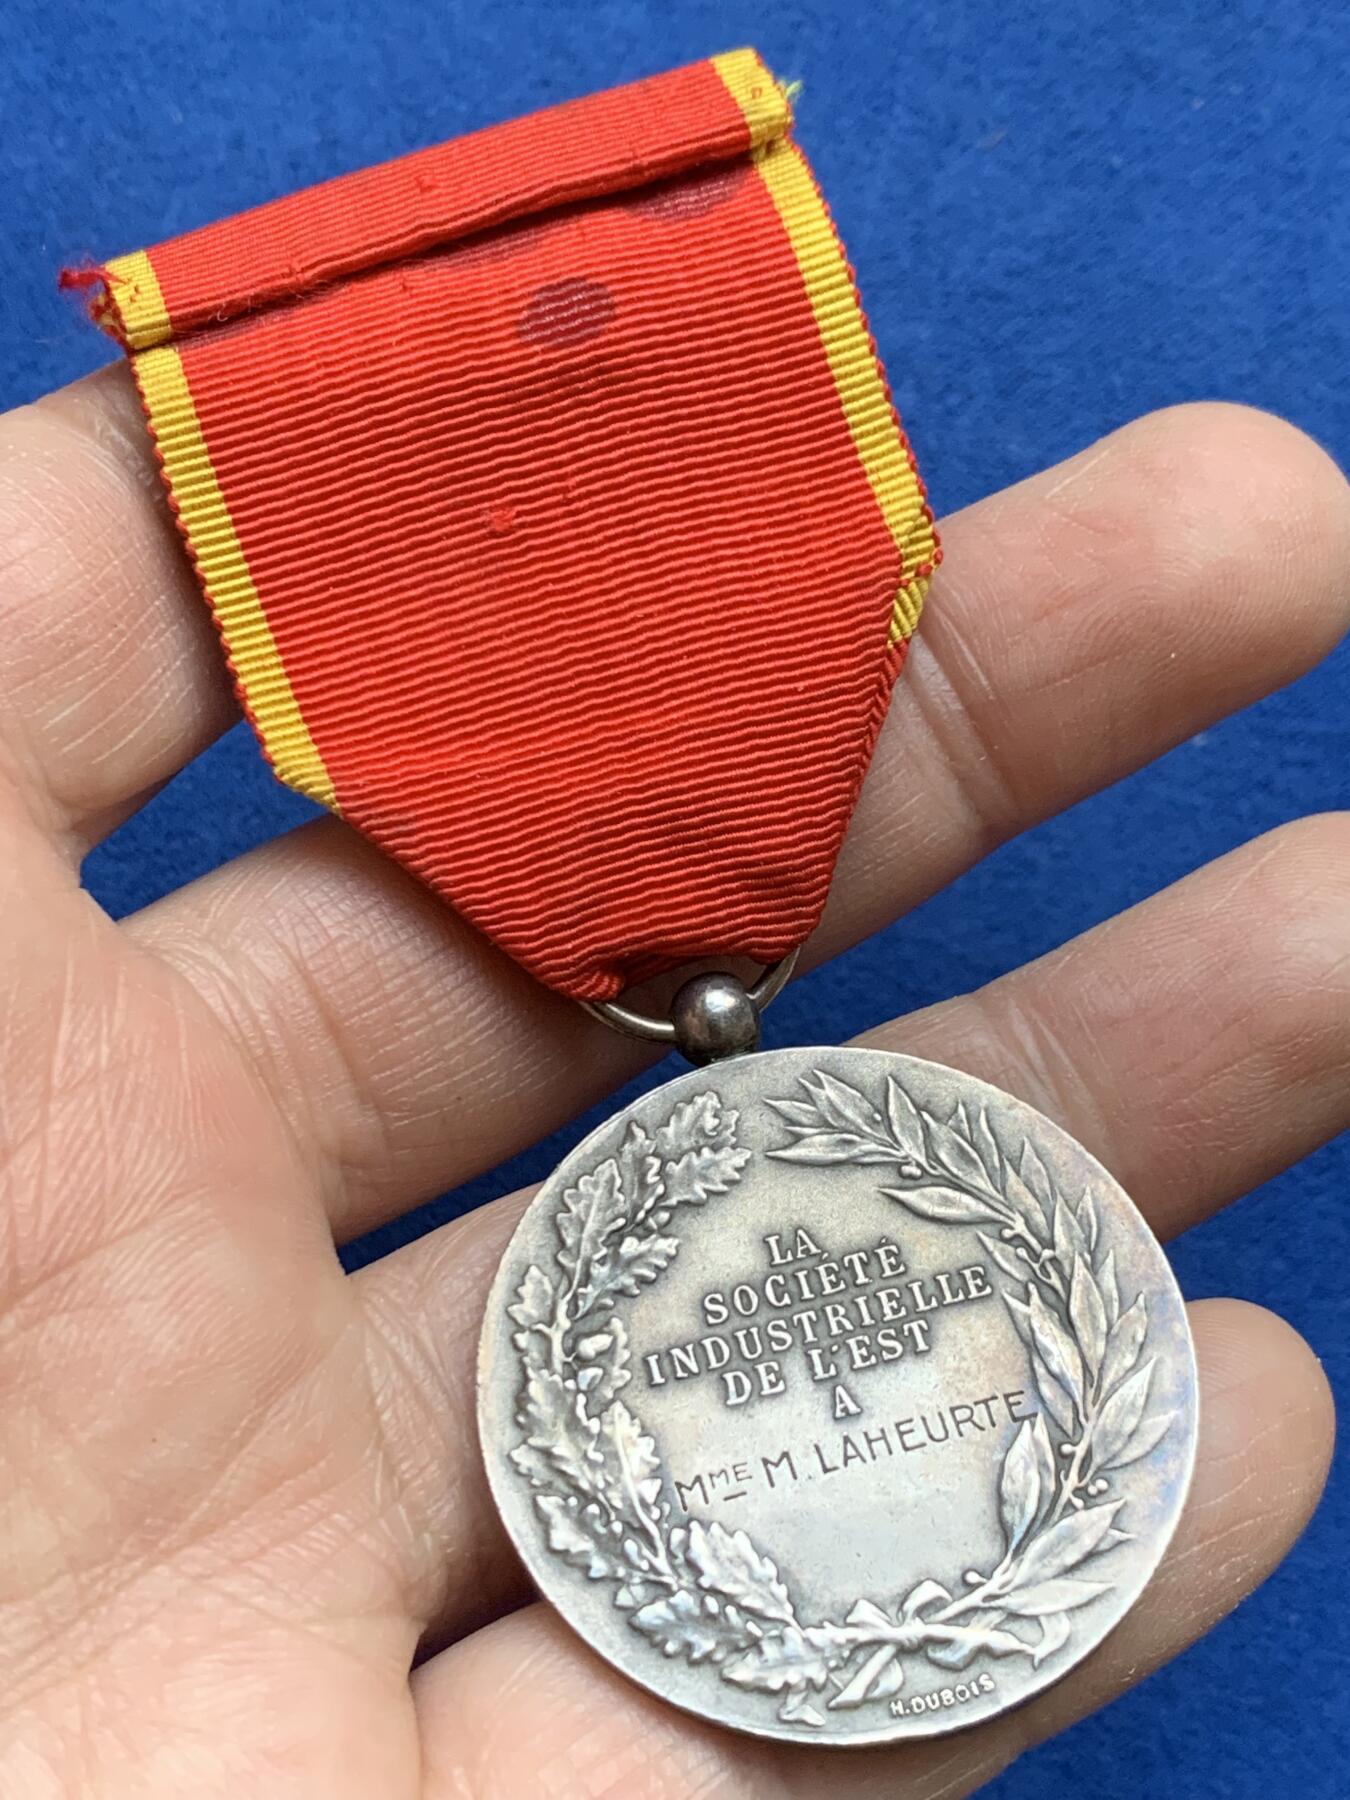 LA
SOCIÉTÉ
INDUSTRIELLE
DE L'EST
A
MME M. LAHEURTE
H. DUBOIS